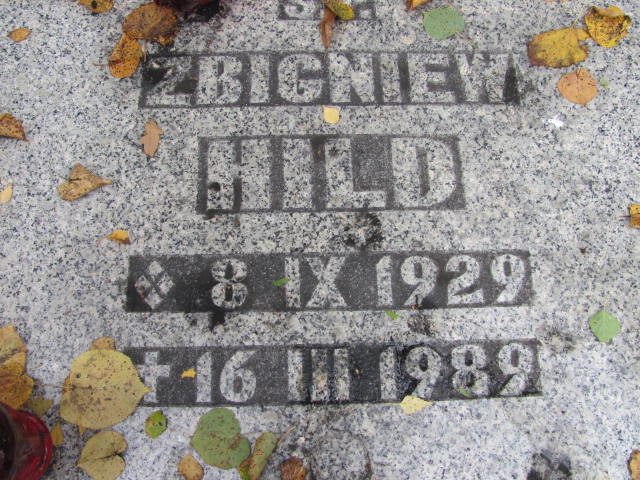 ZBIGNIEW
HILD
8 IX 1929
✝ 16 III 1989